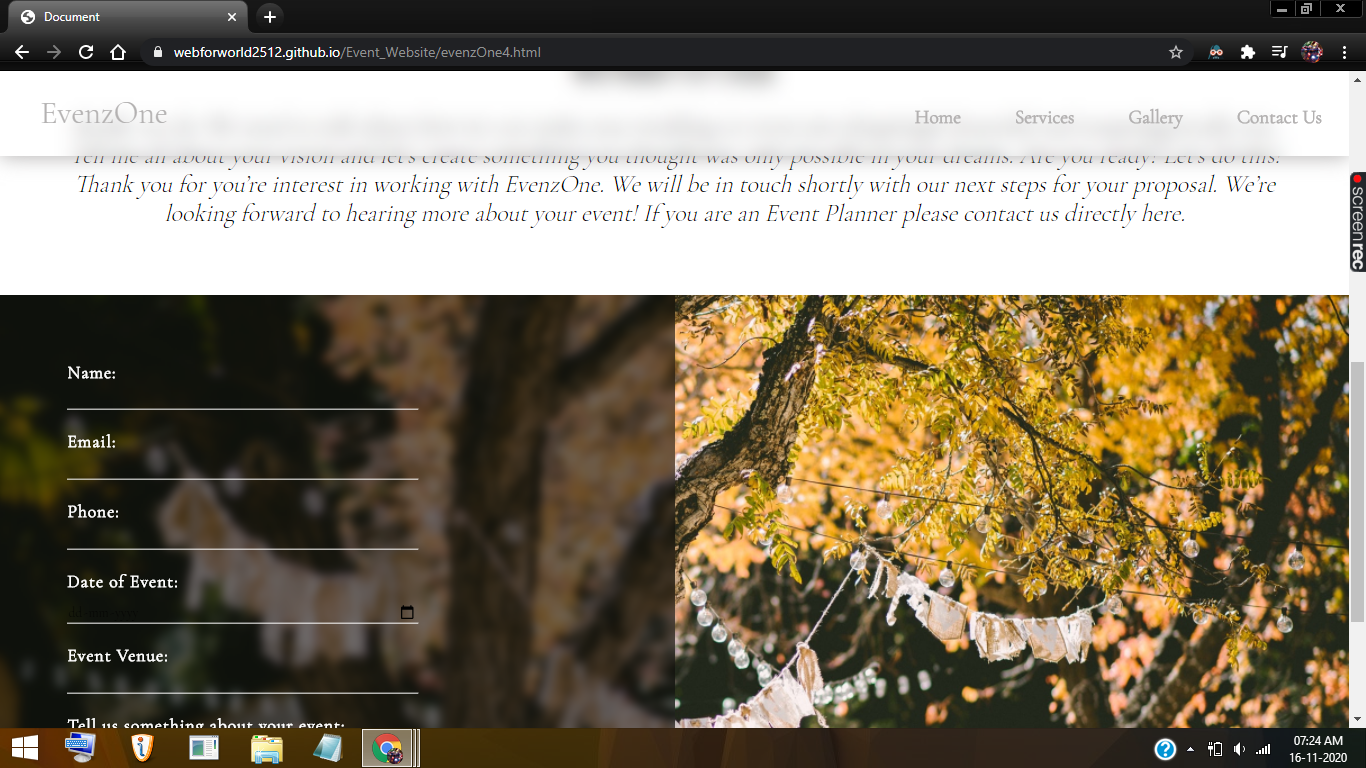 Document
webforworld2512.github.io/Event_Website/evenzOne4.html
EvenzOne
Home
Services
Gallery
Contact Us
Tell me all about your vision and let's create something you thought was only possible in your dreams. Are you ready? Let's do this!
Thank you for you're interest in working with EvenzOne. We will be in touch shortly with our next steps for your proposal. We're
looking forward to hearing more about your event! If you are an Event Planner please contact us directly here.
screenrec
Name:
Email:
Phone:
Date of Event:
dd-mm-yyyy
Event Venue:
Tell us something about your event:
07:24 AM
16-11-2020